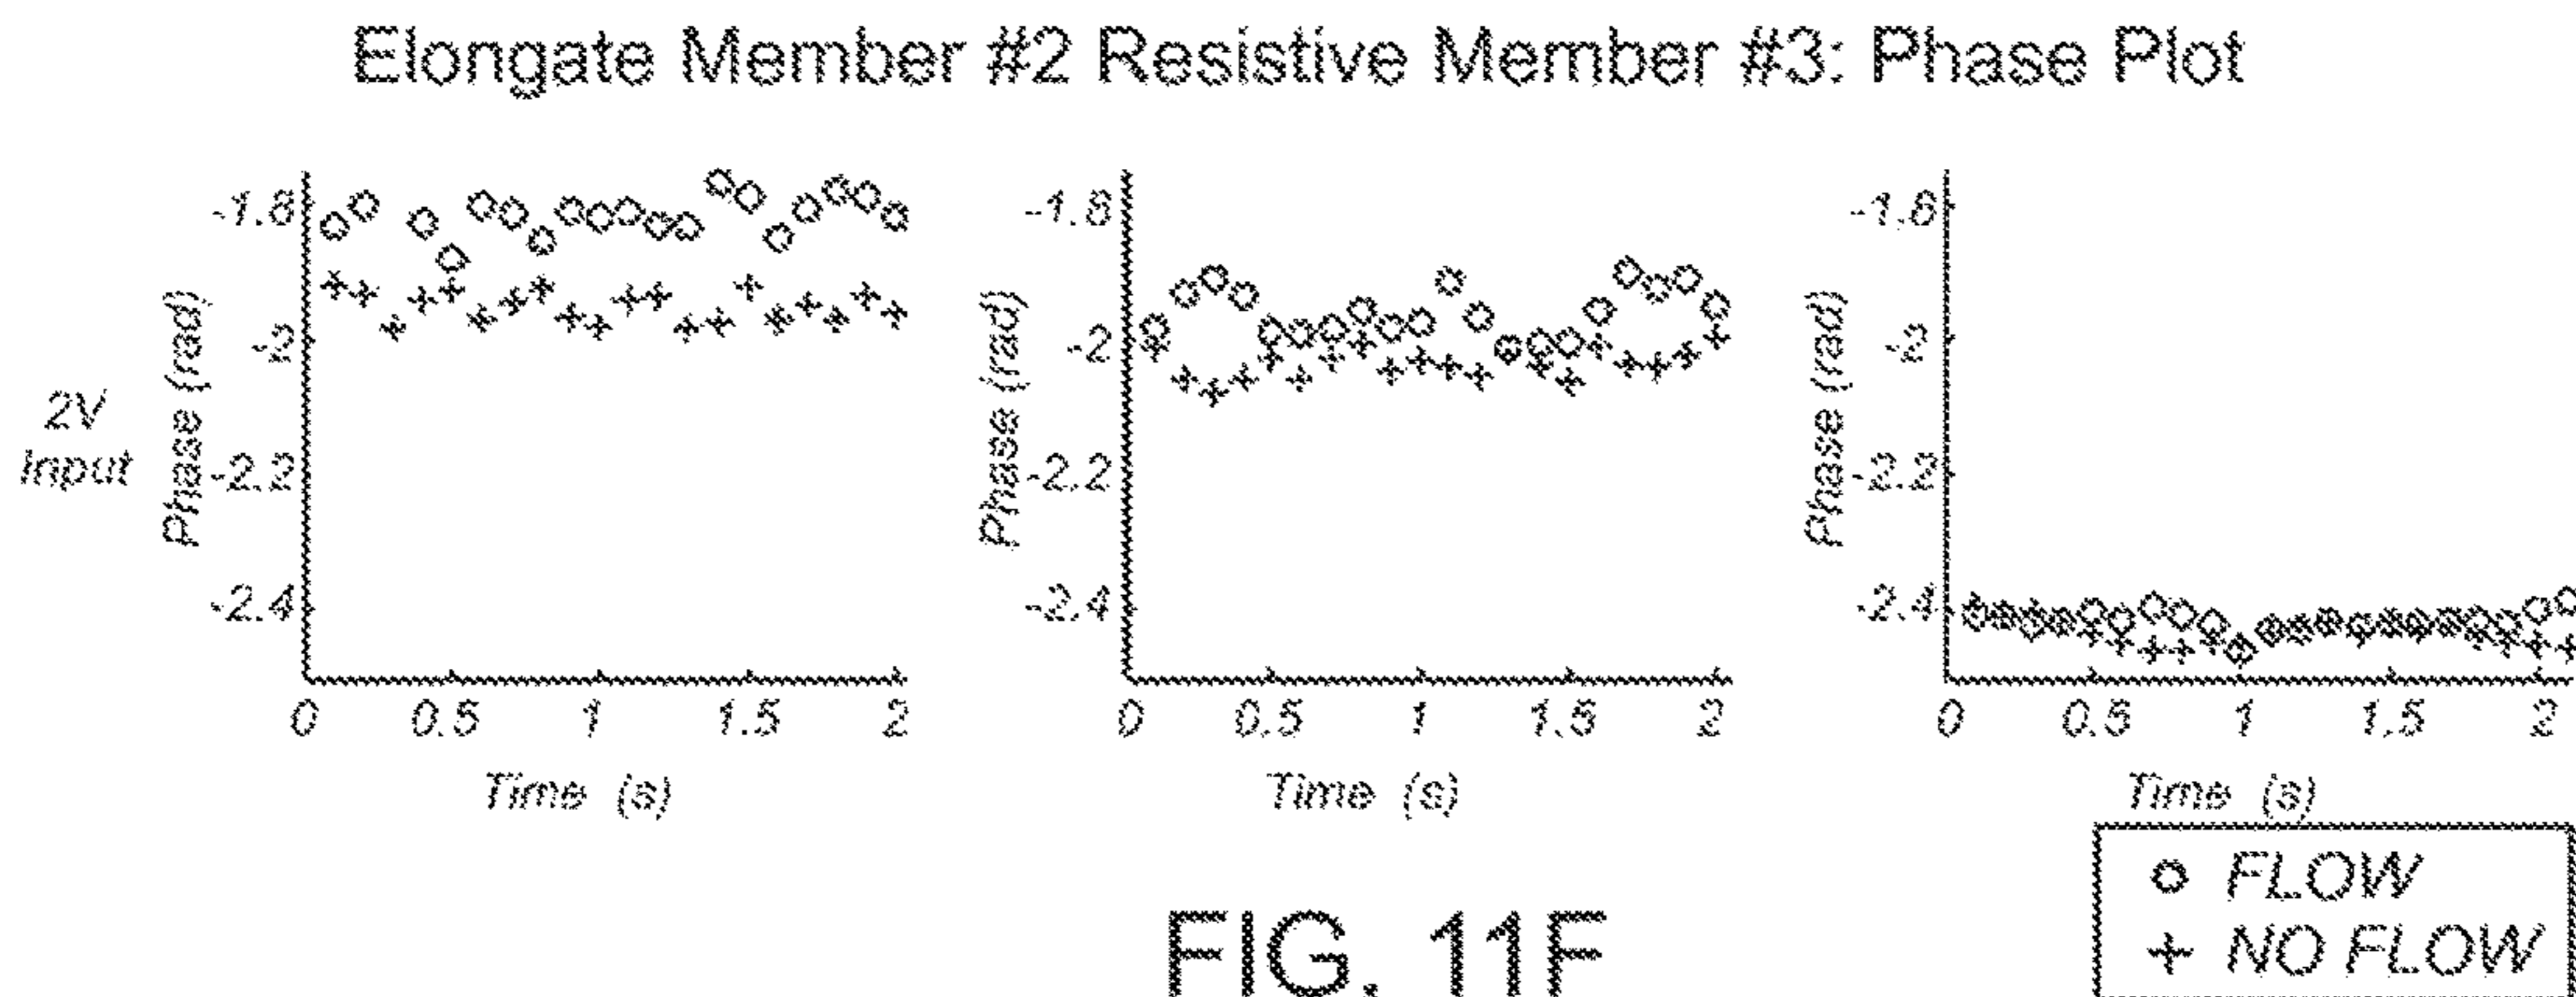 Elongate Member #2 Resistive Member #3: Phase Plot
-1.8 -1.8 -1.8
-2 -2 -2
2V
Input
Phase (rad) Phase (rad) Phase (rad)
-2.2 -2.2 -2.2
-2.4 -2.4 -2.4
0 0.5 1 1.5 2 0 0.5 1 1.5 2 0 0.5 1 1.5 2
Time (s) Time (s) Time (s)
FLOW
NO FLOW
FIG. 11F